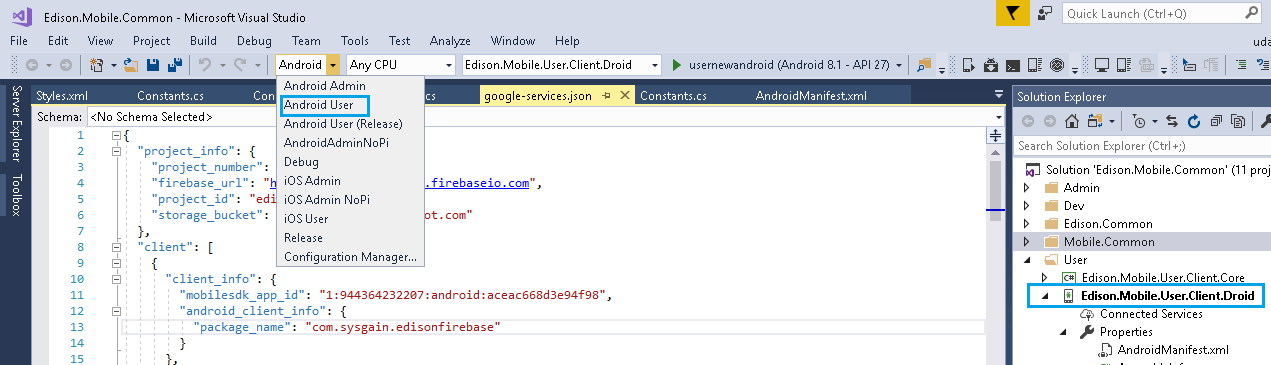 Edison.Mobile.Common - Microsoft Visual Studio
Quick Launch (Ctrl+Q)
File Edit View Project Build Debug Team Tools Test Analyze Window Help
uda
Android Any CPU Edison.Mobile.User.Client.Droid usernewandroid (Android 8.1 - API 27)
Android Admin
Android User
Android User (Release)
AndroidAdminNoPi
Debug
iOS Admin
iOS Admin NoPi
iOS User
Release
Configuration Manager...
Server Explorer
Toolbox
Styles.xml Constants.cs Con cs google-services.json Constants.cs AndroidManifest.xml
Schema: <No Schema Selected>
1 {
2 "project_info": {
3 "project_number":
4 "firebase_url": "h .firebaseio.com",
5 "project_id": "edi
6 "storage_bucket": ot.com"
7 },
8 "client": [
9 {
10 "client_info": {
11 "mobilesdk_app_id": "1:944364232207:android:aceac668d3e94f98",
12 "android_client_info": {
13 "package_name": "com.sysgain.edisonfirebase"
14 }
15 },
Solution Explorer
Search Solution Explorer (Ctrl+;)
Solution 'Edison.Mobile.Common' (11 proj
Admin
Dev
Edison.Common
Mobile.Common
User
C# Edison.Mobile.User.Client.Core
Edison.Mobile.User.Client.Droid
Connected Services
Properties
AndroidManifest.xml